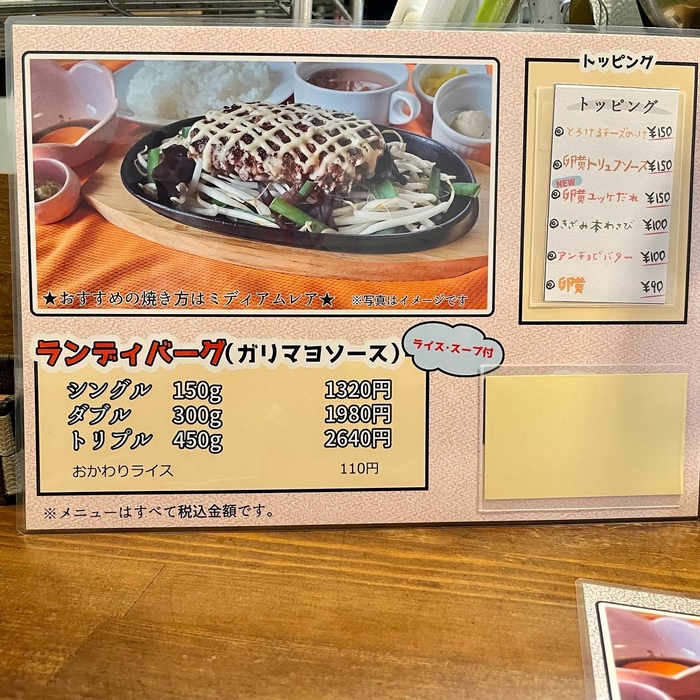 ★おすすめの焼き方はミディアムレア★
※写真はイメージです
ランディバーグ(ガリマヨソース)
ライス・スープ付
シングル 150g 1320円
ダブル 300g 1980円
トリプル 450g 2640円
おかわりライス 110円
※メニューはすべて税込金額です。
トッピング
トッピング
とろけるチーズのっけ ¥150
卵黄トリュフソース ¥150
NEW
卵黄ユッケだれ ¥150
きざみ本わさび ¥100
アンチョビバター ¥100
卵黄 ¥90